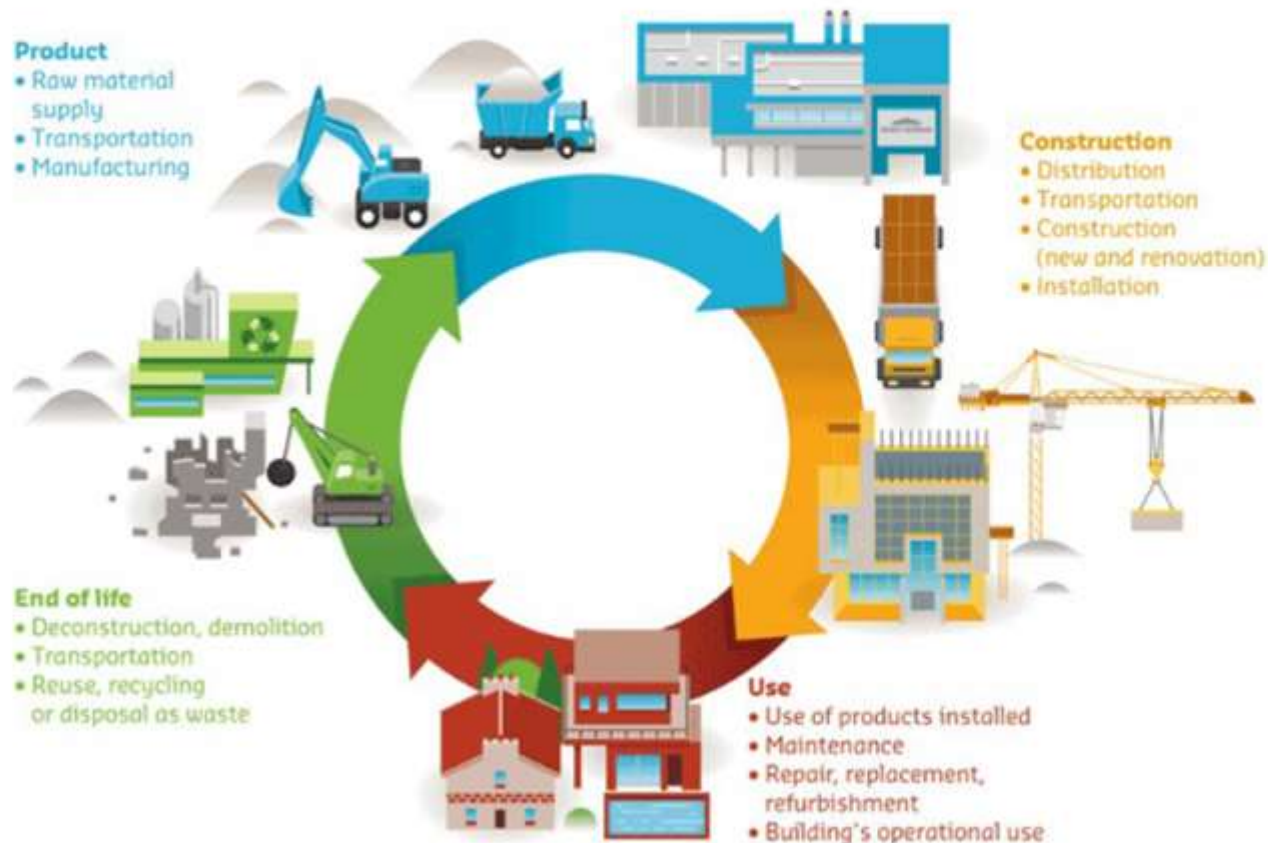 Product
• Raw material
supply
• Transportation
• Manufacturing
Construction
• Distribution
• Transportation
• Construction
(new and renovation)
• Installation
End of life
• Deconstruction, demolition
• Transportation
• Reuse, recycling
or disposal as waste
Use
• Use of products installed
• Maintenance
• Repair, replacement,
refurbishment
• Building's operational use